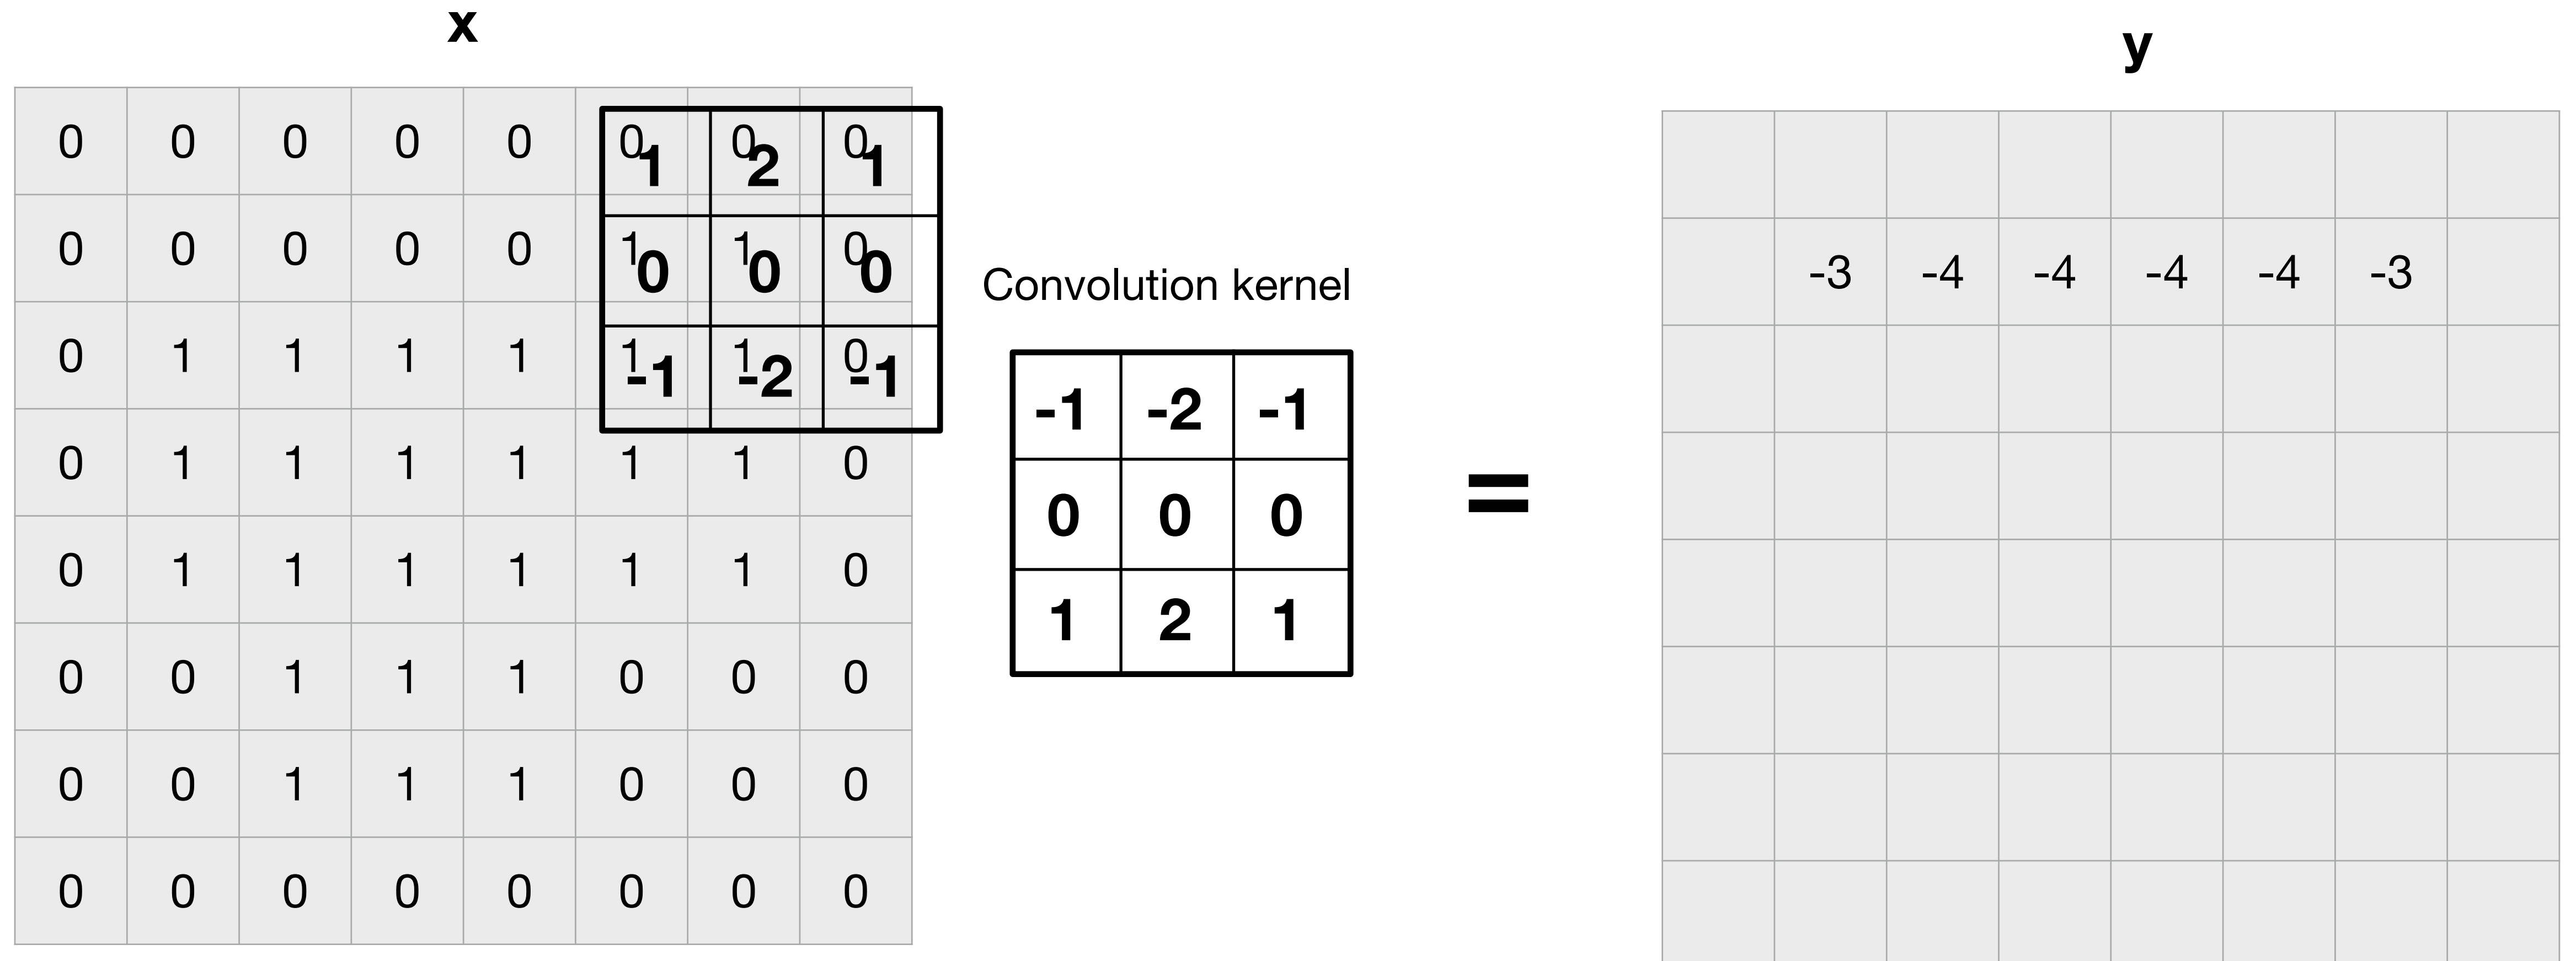 x
y
0 0 0 0 0 0 0 0
1 2 1
0 0 0 0 0 1 1 0
0 0 0
-3 -4 -4 -4 -4 -3
Convolution kernel
0 1 1 1 1 1 1 0
-1 -2 -1
-1 -2 -1
0 1 1 1 1 1 1 0
=
0 0 0
0 1 1 1 1 1 1 0
1 2 1
0 0 1 1 1 0 0 0
0 0 1 1 1 0 0 0
0 0 0 0 0 0 0 0